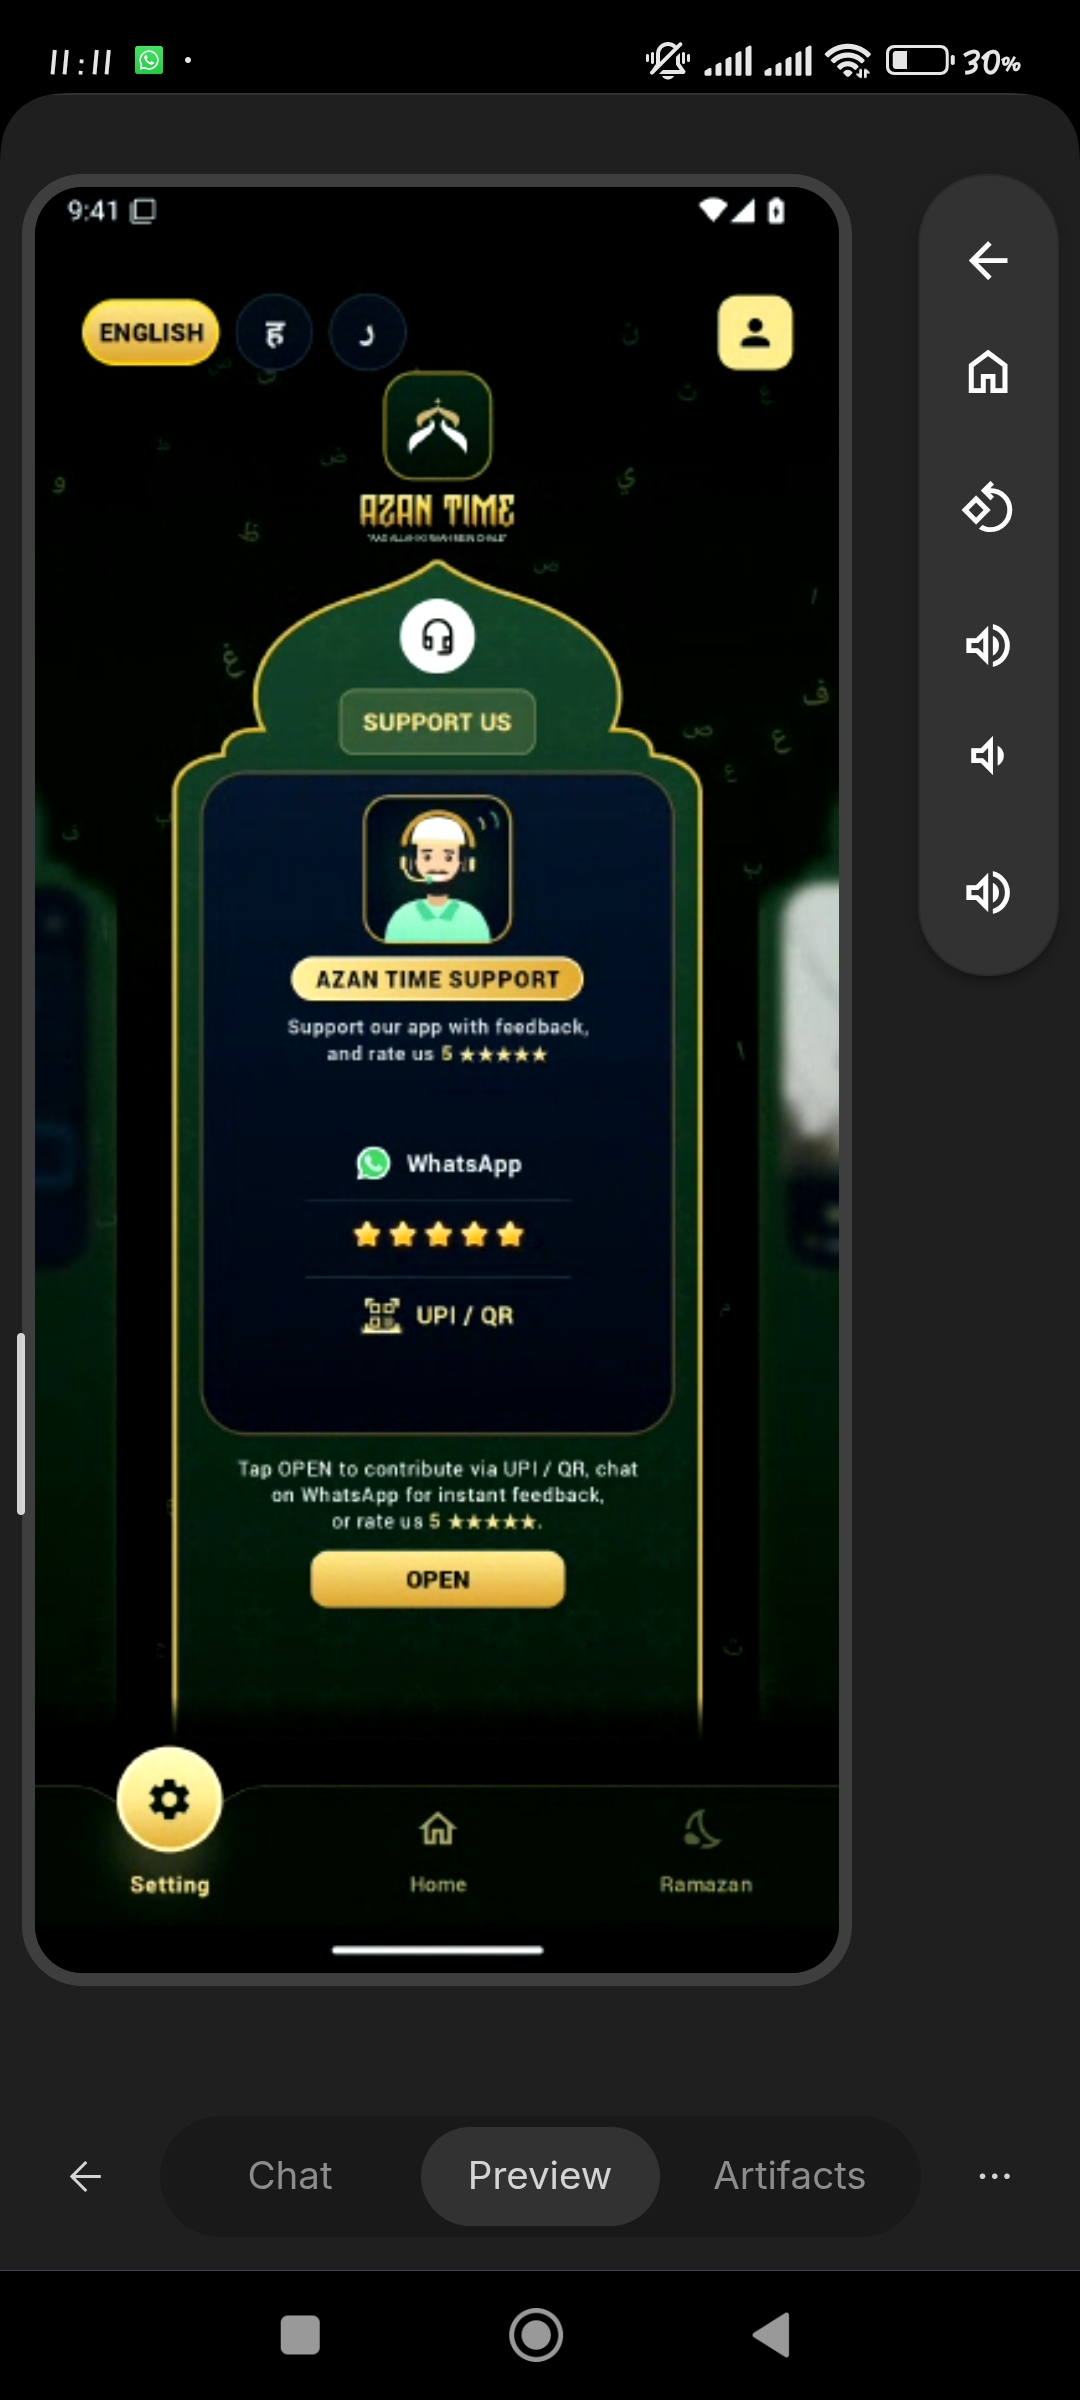 11:11
30%
9:41
ENGLISH
ह
ر
AZAN TIME
SUPPORT US
AZAN TIME SUPPORT
Support our app with feedback,
and rate us 5 ★★★★★
WhatsApp
UPI / QR
Tap OPEN to contribute via UPI / QR, chat
on WhatsApp for instant feedback,
or rate us 5 ★★★★★.
OPEN
Setting
Home
Ramazan
Chat
Preview
Artifacts